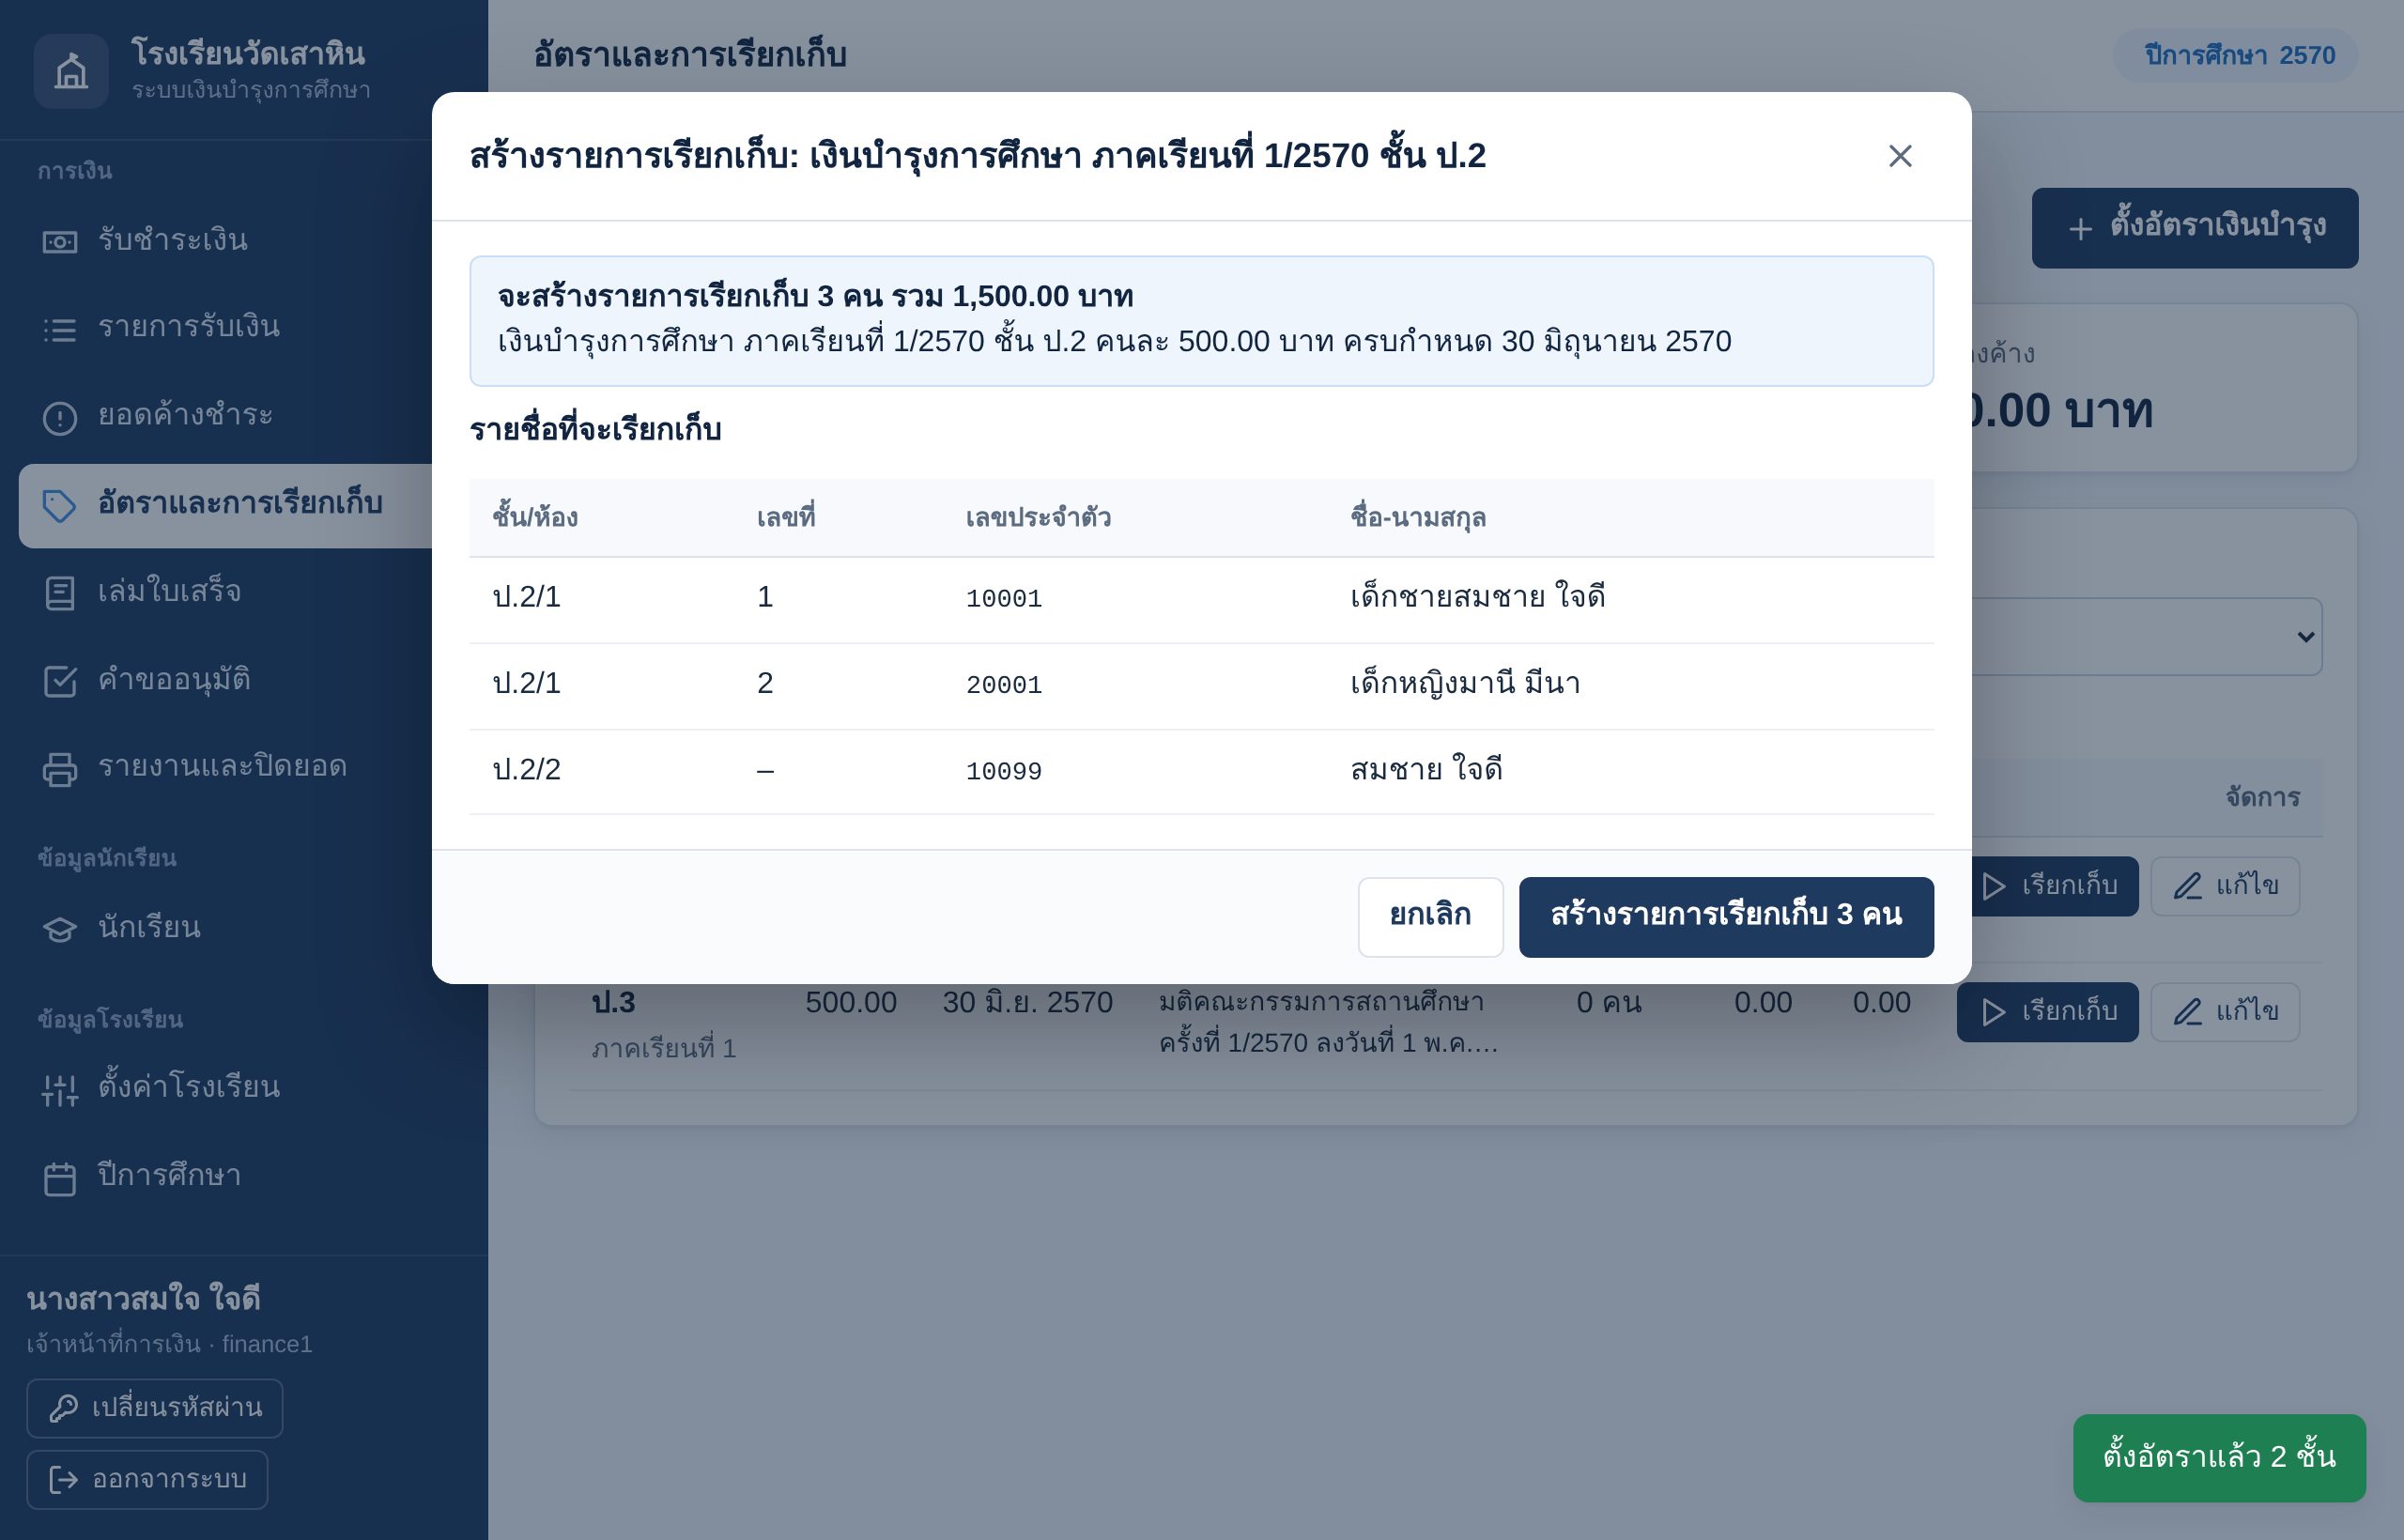 โรงเรียนวัดเสาหิน
ระบบเงินบำรุงการศึกษา
การเงิน
รับชำระเงิน
รายการรับเงิน
ยอดค้างชำระ
อัตราและการเรียกเก็บ
เล่มใบเสร็จ
คำขออนุมัติ
รายงานและปิดยอด
ข้อมูลนักเรียน
นักเรียน
ข้อมูลโรงเรียน
ตั้งค่าโรงเรียน
ปีการศึกษา
นางสาวสมใจ ใจดี
เจ้าหน้าที่การเงิน · finance1
เปลี่ยนรหัสผ่าน
ออกจากระบบ
อัตราและการเรียกเก็บ
ปีการศึกษา 2570
ตั้งอัตราเงินบำรุง
0.00 บาท
สร้างรายการเรียกเก็บ: เงินบำรุงการศึกษา ภาคเรียนที่ 1/2570 ชั้น ป.2
จะสร้างรายการเรียกเก็บ 3 คน รวม 1,500.00 บาท
เงินบำรุงการศึกษา ภาคเรียนที่ 1/2570 ชั้น ป.2 คนละ 500.00 บาท ครบกำหนด 30 มิถุนายน 2570
รายชื่อที่จะเรียกเก็บ
ชั้น/ห้อง เลขที่ เลขประจำตัว ชื่อ-นามสกุล
ป.2/1 1 10001 เด็กชายสมชาย ใจดี
ป.2/1 2 20001 เด็กหญิงมานี มีนา
ป.2/2 – 10099 สมชาย ใจดี
ยกเลิก สร้างรายการเรียกเก็บ 3 คน
จัดการ
เรียกเก็บ แก้ไข
ป.3 500.00 30 มิ.ย. 2570 มติคณะกรรมการสถานศึกษา 0 คน 0.00 0.00 เรียกเก็บ แก้ไข
ภาคเรียนที่ 1 ครั้งที่ 1/2570 ลงวันที่ 1 พ.ค.…
ตั้งอัตราแล้ว 2 ชั้น